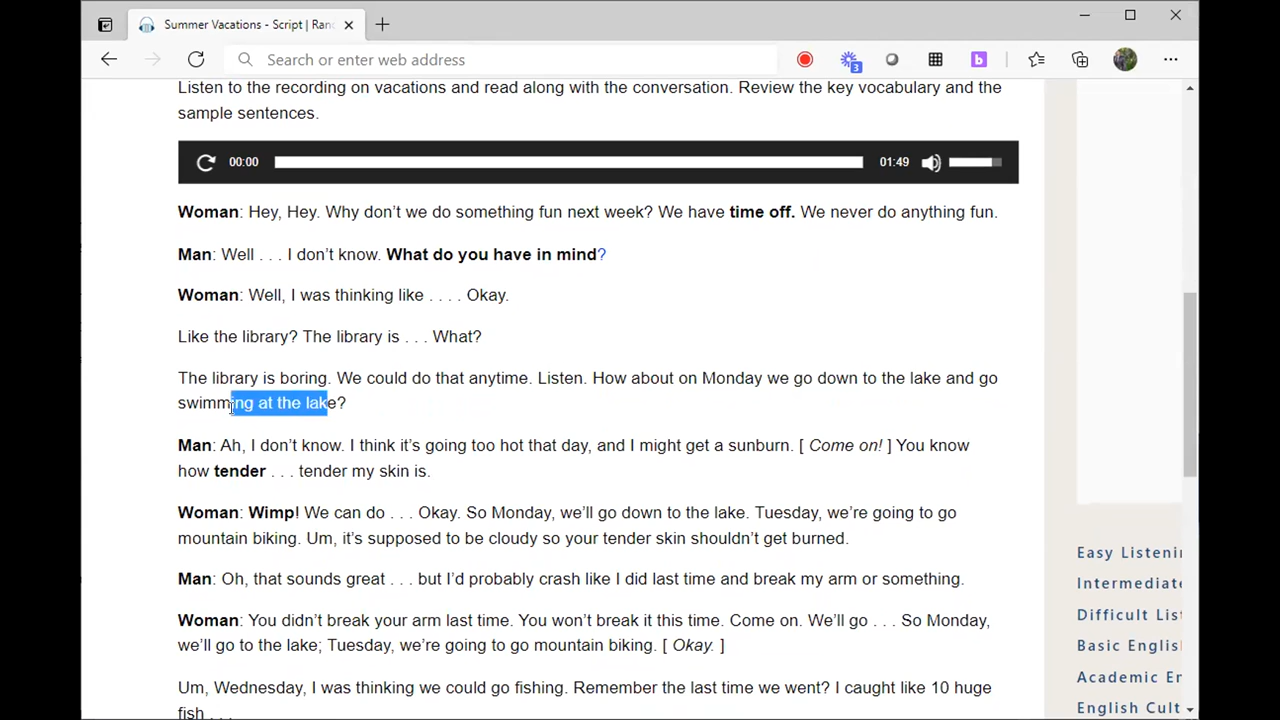 Summer Vacations - Script | Ran
Search or enter web address
3
b
Listen to the recording on vacations and read along with the conversation. Review the key vocabulary and the
sample sentences.
00:00
01:49
Woman: Hey, Hey. Why don’t we do something fun next week? We have time off. We never do anything fun.
Man: Well . . . I don’t know. What do you have in mind?
Woman: Well, I was thinking like . . . . Okay.
Like the library? The library is . . . What?
The library is boring. We could do that anytime. Listen. How about on Monday we go down to the lake and go
swimming at the lake?
Man: Ah, I don’t know. I think it’s going too hot that day, and I might get a sunburn. [ Come on! ] You know
how tender . . . tender my skin is.
Woman: Wimp! We can do . . . Okay. So Monday, we’ll go down to the lake. Tuesday, we’re going to go
mountain biking. Um, it’s supposed to be cloudy so your tender skin shouldn’t get burned.
Man: Oh, that sounds great . . . but I’d probably crash like I did last time and break my arm or something.
Woman: You didn’t break your arm last time. You won’t break it this time. Come on. We’ll go . . . So Monday,
we’ll go to the lake; Tuesday, we’re going to go mountain biking. [ Okay. ]
Um, Wednesday, I was thinking we could go fishing. Remember the last time we went? I caught like 10 huge
fish . . .
Easy Listeni
Intermediate
Difficult List
Basic Englis
Academic En
English Cult